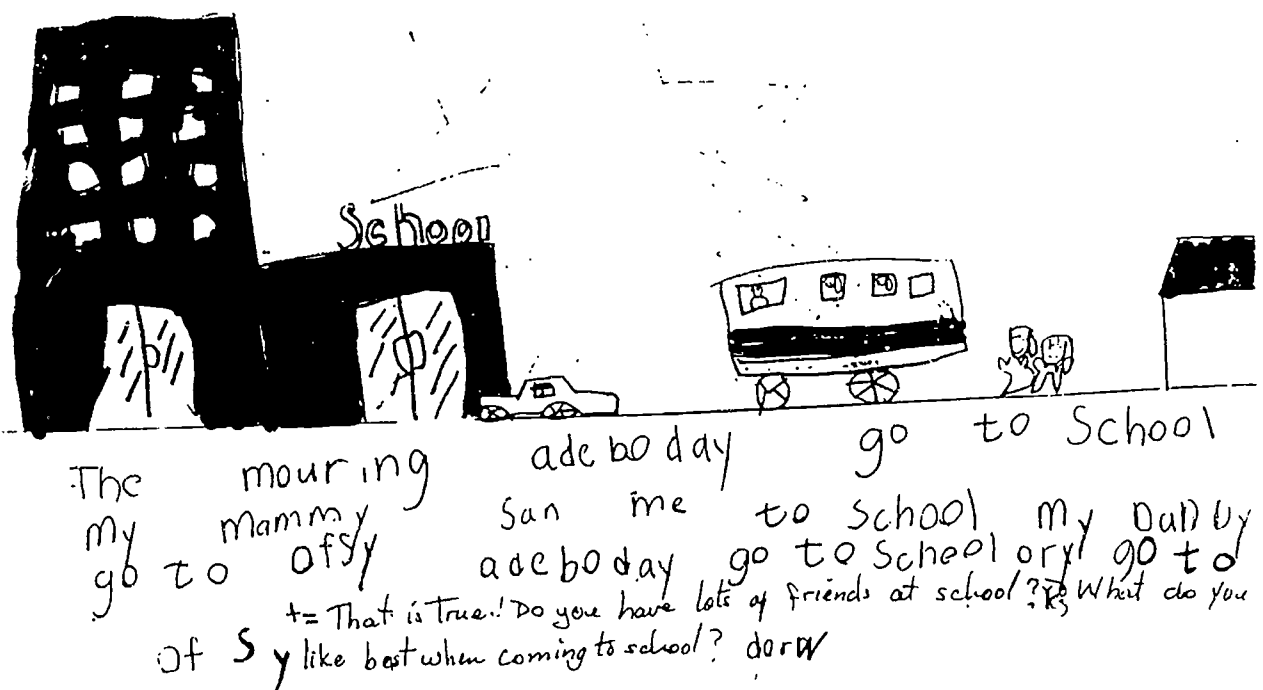 School
The mouring adeboday go to School
my mammy San me to School my Daddy
go to ofsy adeboday go to School ory go to
+= That is True! Do you have lots of friends at school? What do you
of Sy like best when coming to school? dorw